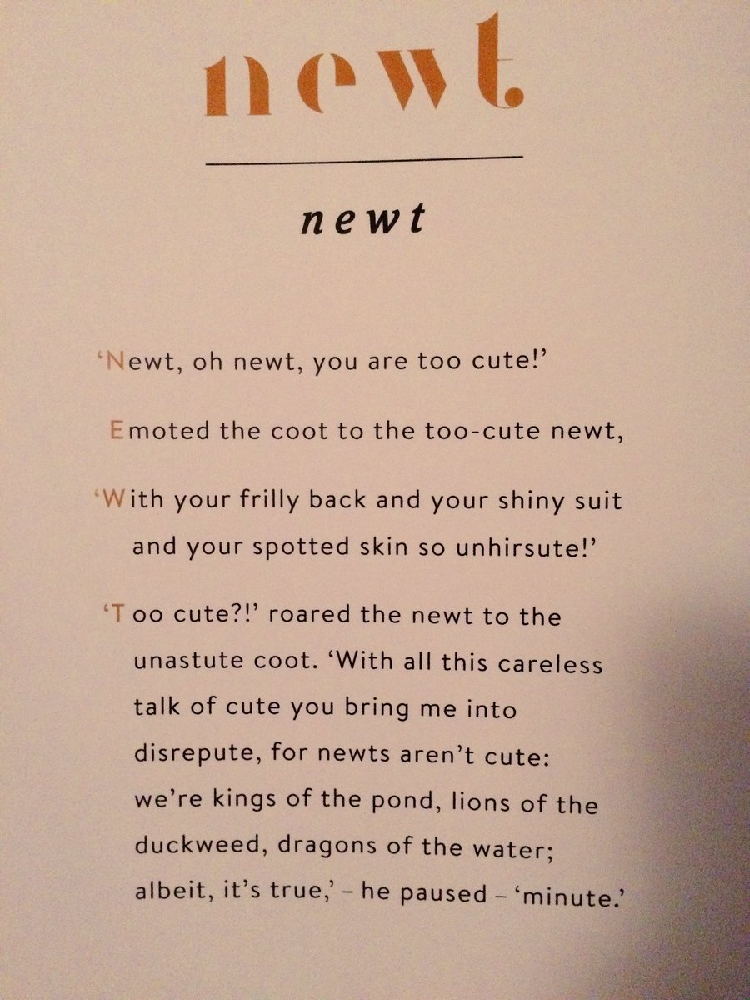 newt
newt
‘Newt, oh newt, you are too cute!’
Emoted the coot to the too-cute newt,
‘With your frilly back and your shiny suit
and your spotted skin so unhirsute!’
‘Too cute?!’ roared the newt to the
unastute coot. ‘With all this careless
talk of cute you bring me into
disrepute, for newts aren’t cute:
we’re kings of the pond, lions of the
duckweed, dragons of the water;
albeit, it’s true,’ – he paused – ‘minute.’